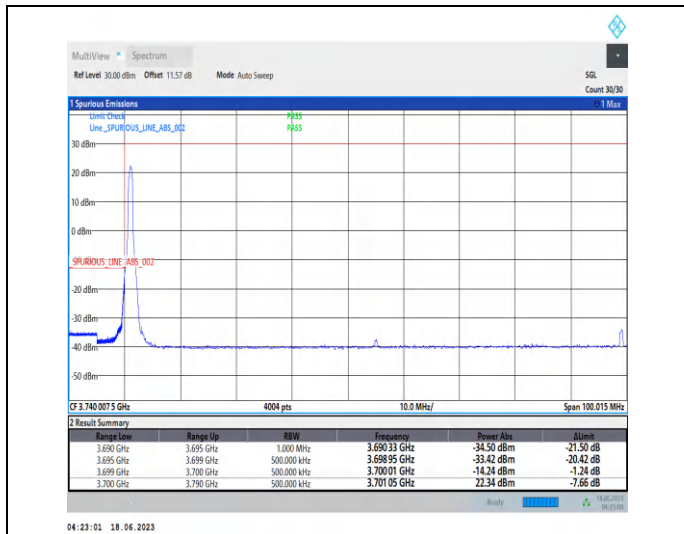 MultiView Spectrum
Ref Level 30.00 dBm Offset 11.57 dB Mode Auto Sweep SGL
Count 30/30
1 Spurious Emissions 1 Max
Limit Check PASS
Line _SPURIOUS_LINE_ABS_002 PASS
30 dBm
20 dBm
10 dBm
0 dBm
_SPURIOUS_LINE_ABS_002
-20 dBm
-30 dBm
-40 dBm
-50 dBm
CF 3.740 007 5 GHz 4004 pts 10.0 MHz/ Span 100.015 MHz
2 Result Summary
Range Low Range Up RBW Frequency Power Abs ΔLimit
3.690 GHz 3.695 GHz 1.000 MHz 3.690 33 GHz -34.50 dBm -21.50 dB
3.695 GHz 3.699 GHz 500.000 kHz 3.698 95 GHz -33.42 dBm -20.42 dB
3.699 GHz 3.700 GHz 500.000 kHz 3.700 01 GHz -14.24 dBm -1.24 dB
3.700 GHz 3.790 GHz 500.000 kHz 3.701 05 GHz 22.34 dBm -7.66 dB
Ready 18.06.2023
04:23:01 18.06.2023